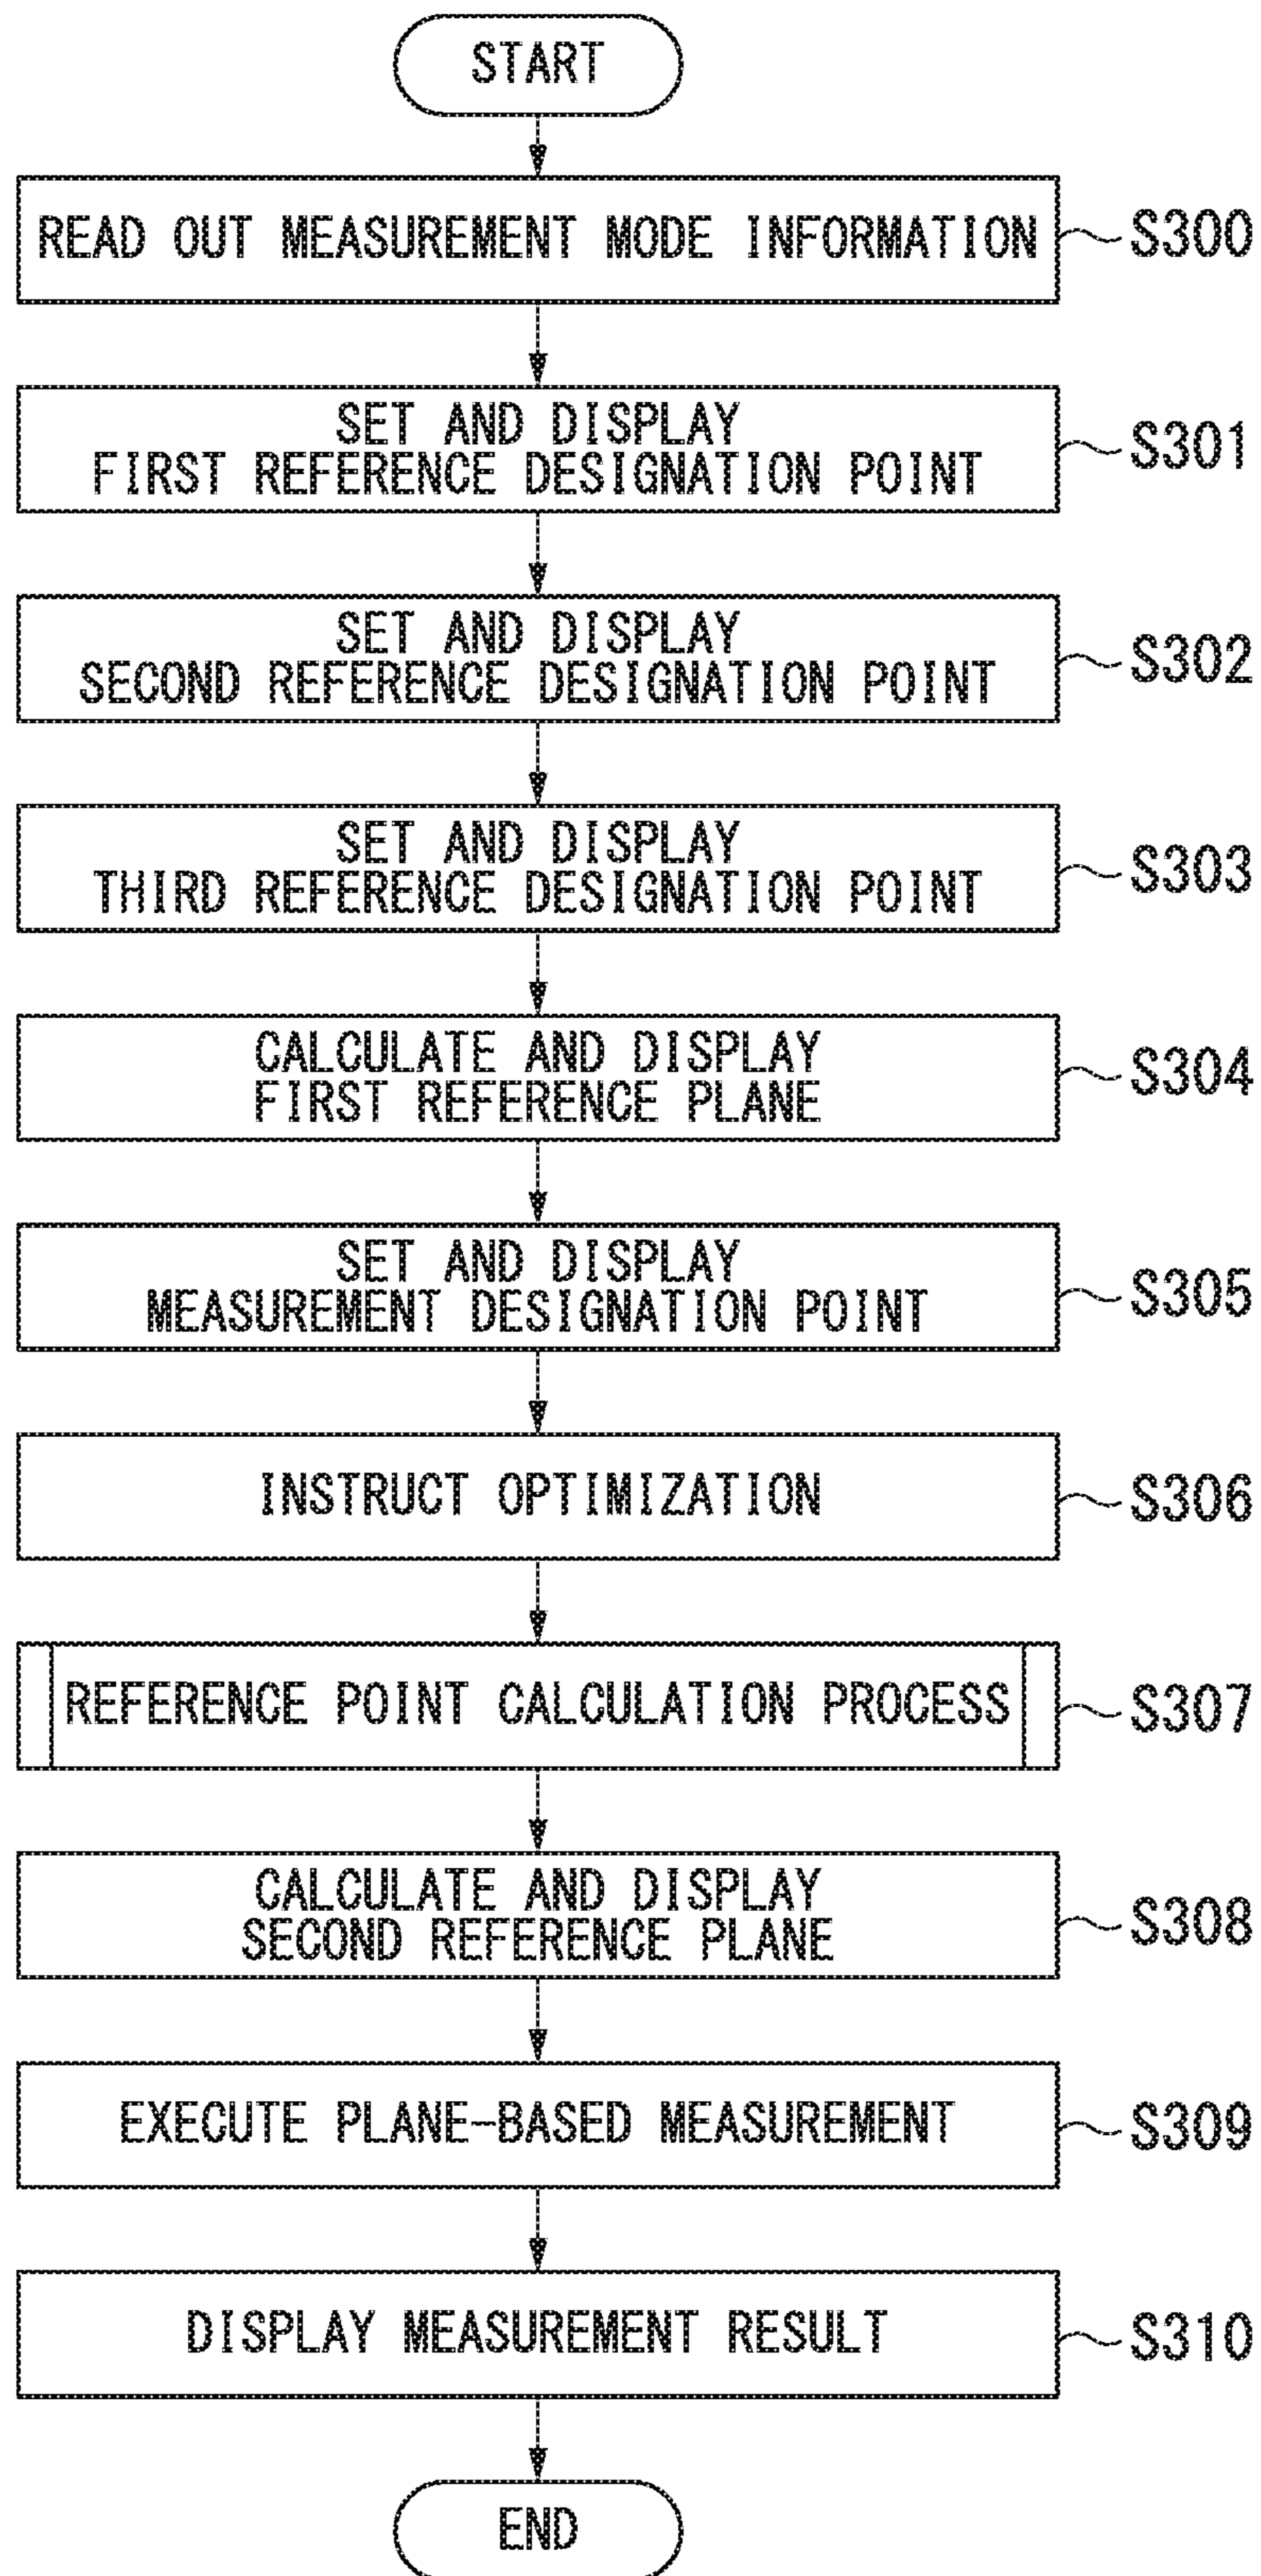 START
READ OUT MEASUREMENT MODE INFORMATION
S300
SET AND DISPLAY
FIRST REFERENCE DESIGNATION POINT
S301
SET AND DISPLAY
SECOND REFERENCE DESIGNATION POINT
S302
SET AND DISPLAY
THIRD REFERENCE DESIGNATION POINT
S303
CALCULATE AND DISPLAY
FIRST REFERENCE PLANE
S304
SET AND DISPLAY
MEASUREMENT DESIGNATION POINT
S305
INSTRUCT OPTIMIZATION
S306
REFERENCE POINT CALCULATION PROCESS
S307
CALCULATE AND DISPLAY
SECOND REFERENCE PLANE
S308
EXECUTE PLANE-BASED MEASUREMENT
S309
DISPLAY MEASUREMENT RESULT
S310
END